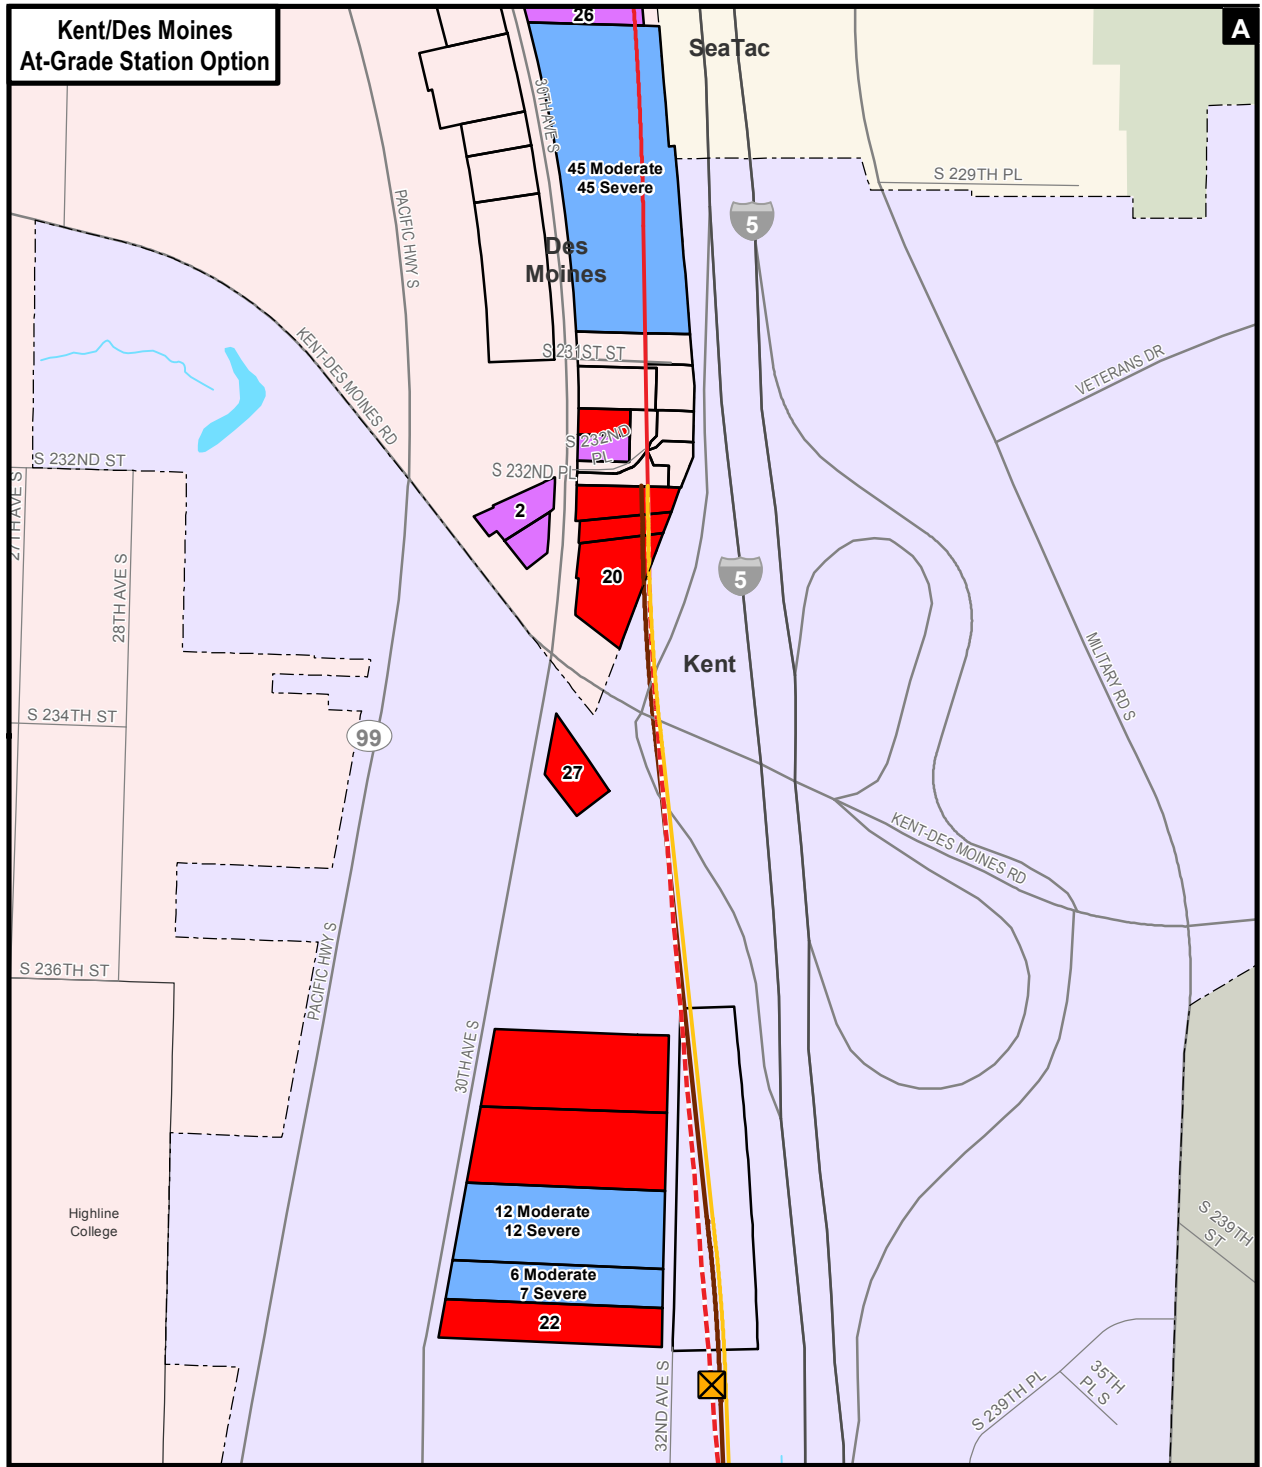 Kent/Des Moines
At-Grade Station Option
A
26
SeaTac
30TH AVE S
45 Moderate
45 Severe
S 229TH PL
PACIFIC HWY S
5
Des
Moines
KENT-DES MOINES RD
S 231ST ST
VETERANS DR
S 232ND
PL
S 232ND ST
S 232ND PL
27TH AVE S
2
28TH AVE S
20
5
Kent
MILITARY RD S
S 234TH ST
99
27
KENT-DES MOINES RD
PACIFIC HWY S
S 236TH ST
30TH AVE S
Highline
College
12 Moderate
12 Severe
S 239TH
ST
6 Moderate
7 Severe
22
32ND AVE S
S 239TH PL
35TH
PL S